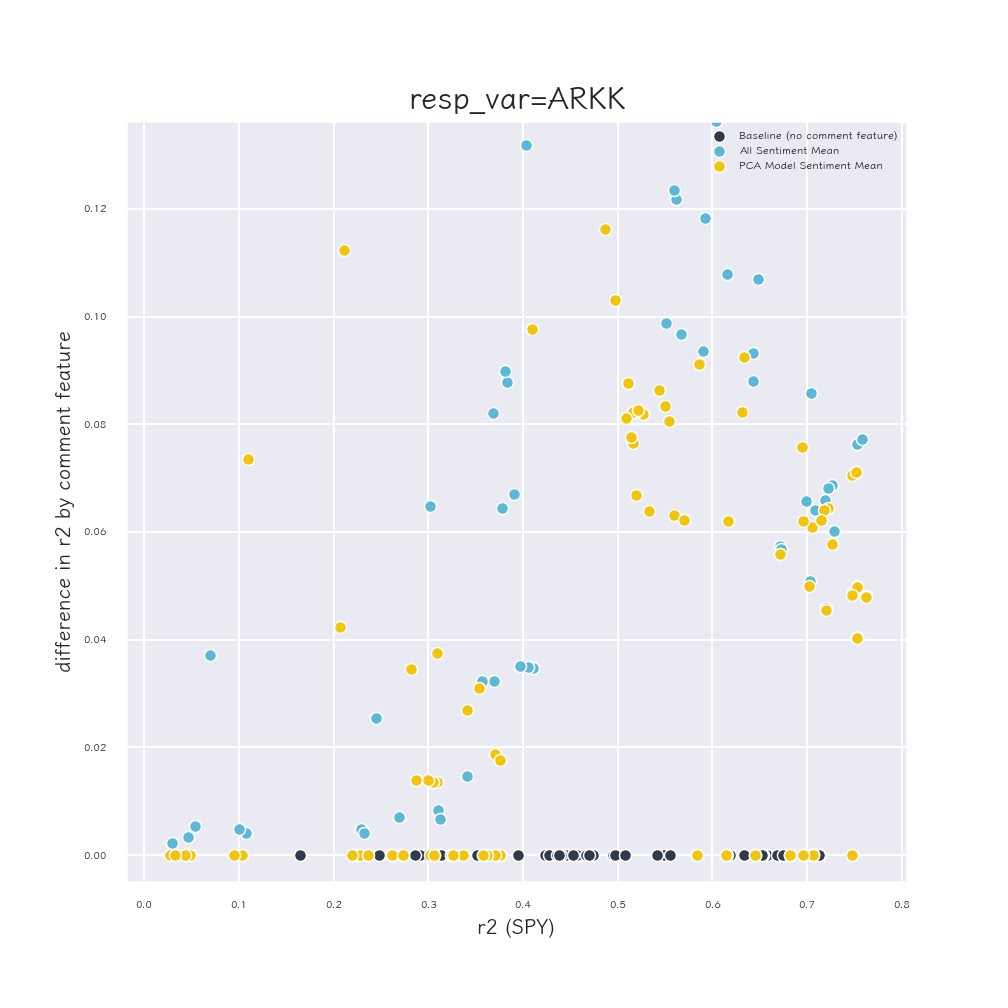 resp_var=ARKK
Baseline (no comment feature)
All Sentiment Mean
PCA Model Sentiment Mean
0.12
0.10
0.08
0.06
0.04
0.02
0.00
difference in r2 by comment feature
0.0 0.1 0.2 0.3 0.4 0.5 0.6 0.7 0.8
r2 (SPY)